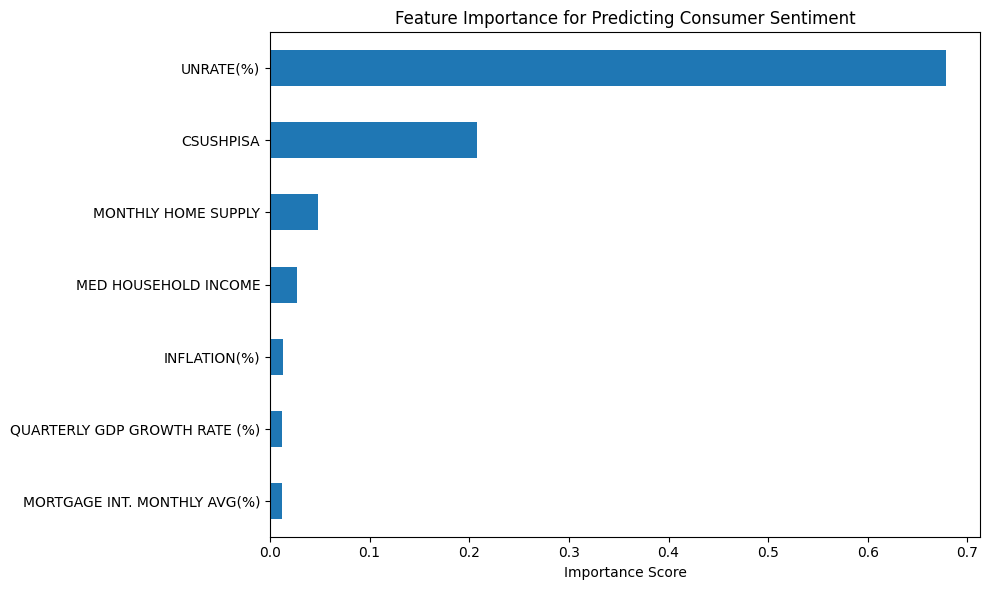 Feature Importance for Predicting Consumer Sentiment
UNRATE(%)
CSUSHPISA
MONTHLY HOME SUPPLY
MED HOUSEHOLD INCOME
INFLATION(%)
QUARTERLY GDP GROWTH RATE (%)
MORTGAGE INT. MONTHLY AVG(%)
0.0 0.1 0.2 0.3 0.4 0.5 0.6 0.7
Importance Score